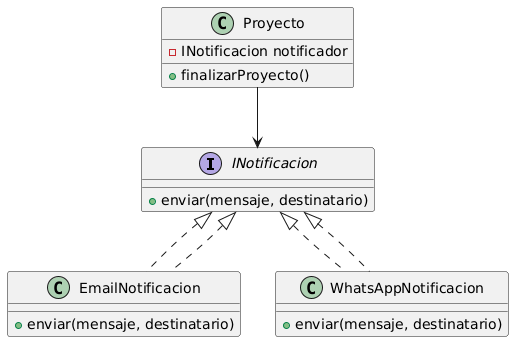 C Proyecto
INotificacion notificador
finalizarProyecto()
I INotificacion
enviar(mensaje, destinatario)
C EmailNotificacion
enviar(mensaje, destinatario)
C WhatsAppNotificacion
enviar(mensaje, destinatario)